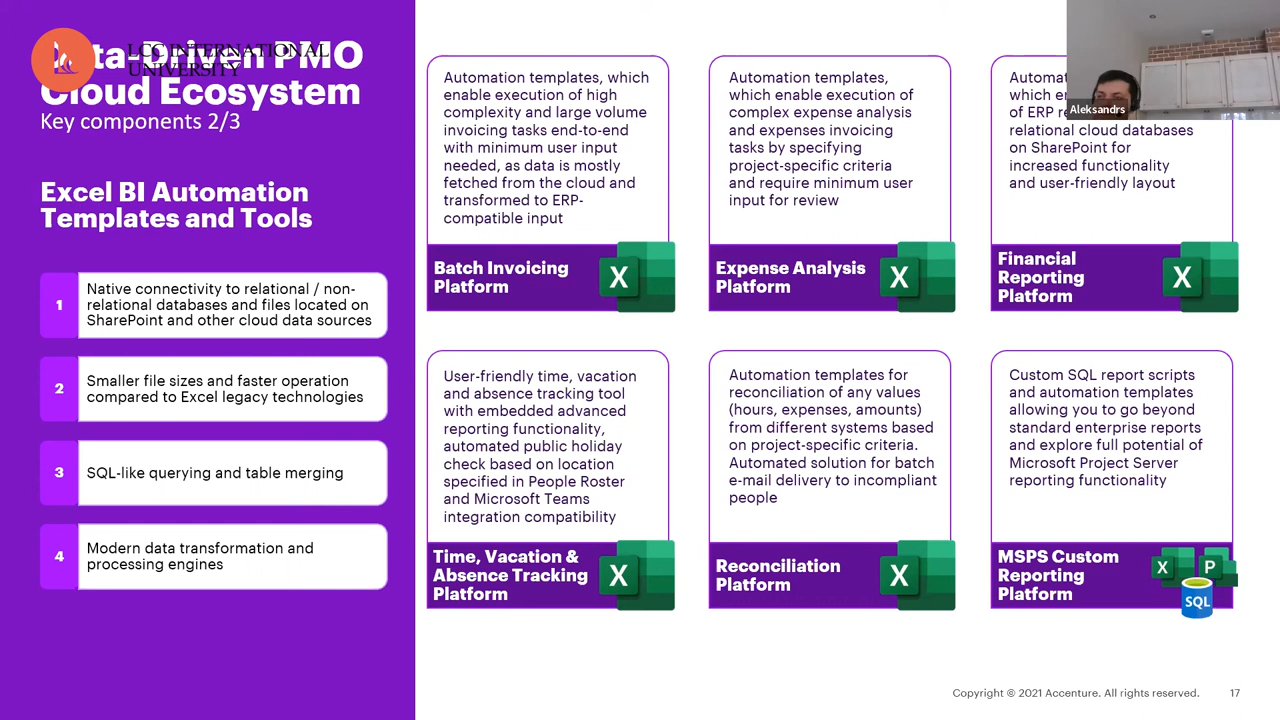 LCC INTERNATIONAL
UNIVERSITY
ta-Driven PMO
Cloud Ecosystem
Key components 2/3
Excel BI Automation
Templates and Tools
1
Native connectivity to relational / non-
relational databases and files located on
SharePoint and other cloud data sources
2
Smaller file sizes and faster operation
compared to Excel legacy technologies
3
SQL-like querying and table merging
4
Modern data transformation and
processing engines
Automation templates, which
enable execution of high
complexity and large volume
invoicing tasks end-to-end
with minimum user input
needed, as data is mostly
fetched from the cloud and
transformed to ERP-
compatible input
Batch Invoicing
Platform
X
Automation templates,
which enable execution of
complex expense analysis
and expenses invoicing
tasks by specifying
project-specific criteria
and require minimum user
input for review
Expense Analysis
Platform
X
Aleksandrs
Automat
which en
of ERP re
relational cloud databases
on SharePoint for
increased functionality
and user-friendly layout
Financial
Reporting
Platform
X
User-friendly time, vacation
and absence tracking tool
with embedded advanced
reporting functionality,
automated public holiday
check based on location
specified in People Roster
and Microsoft Teams
integration compatibility
Time, Vacation &
Absence Tracking
Platform
X
Automation templates for
reconciliation of any values
(hours, expenses, amounts)
from different systems based
on project-specific criteria.
Automated solution for batch
e-mail delivery to incompliant
people
Reconciliation
Platform
X
Custom SQL report scripts
and automation templates
allowing you to go beyond
standard enterprise reports
and explore full potential of
Microsoft Project Server
reporting functionality
MSPS Custom
Reporting
Platform
X P
SQL
Copyright © 2021 Accenture. All rights reserved. 17